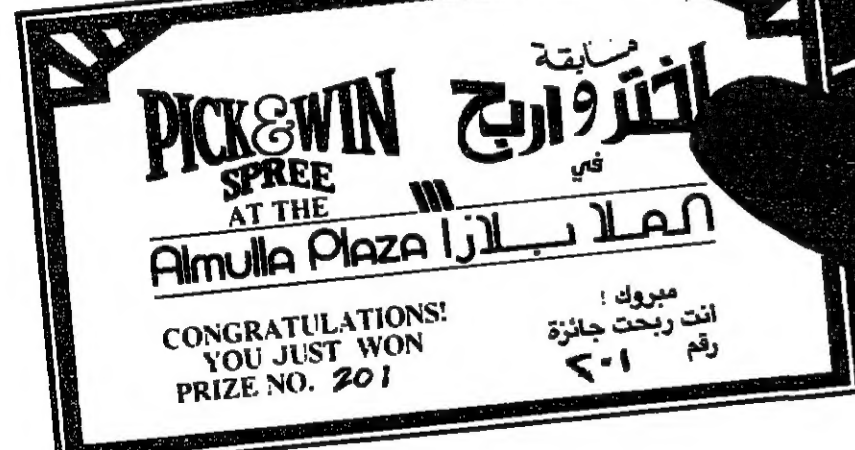 PICK & WIN
SPREE
AT THE
مسابقة
اختر واربح
في
Almulla Plaza الملا بلازا
CONGRATULATIONS!
YOU JUST WON
PRIZE NO. 201
مبروك !
أنت ربحت جائزة
رقم ٢٠١